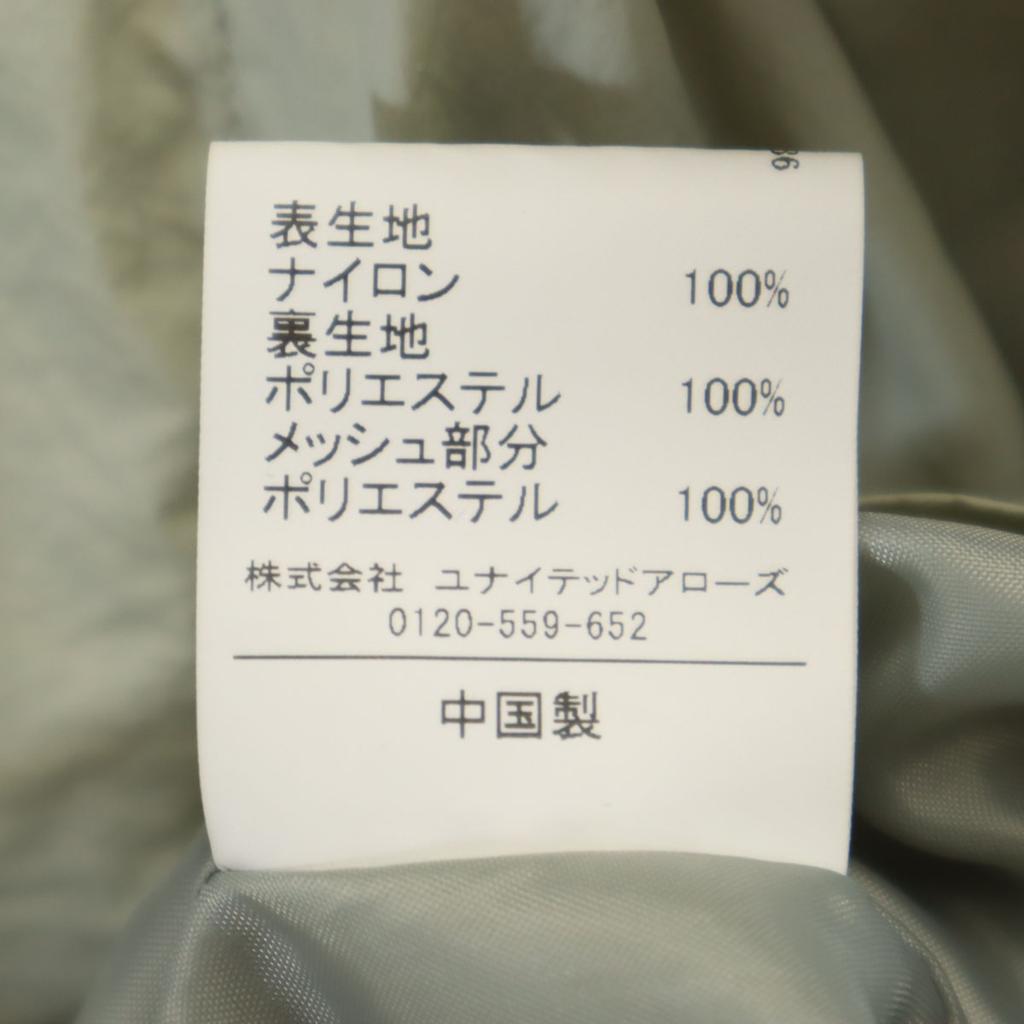 表生地
ナイロン 100%
裏生地
ポリエステル 100%
メッシュ部分
ポリエステル 100%
株式会社 ユナイテッドアローズ
0120-559-652
中国製